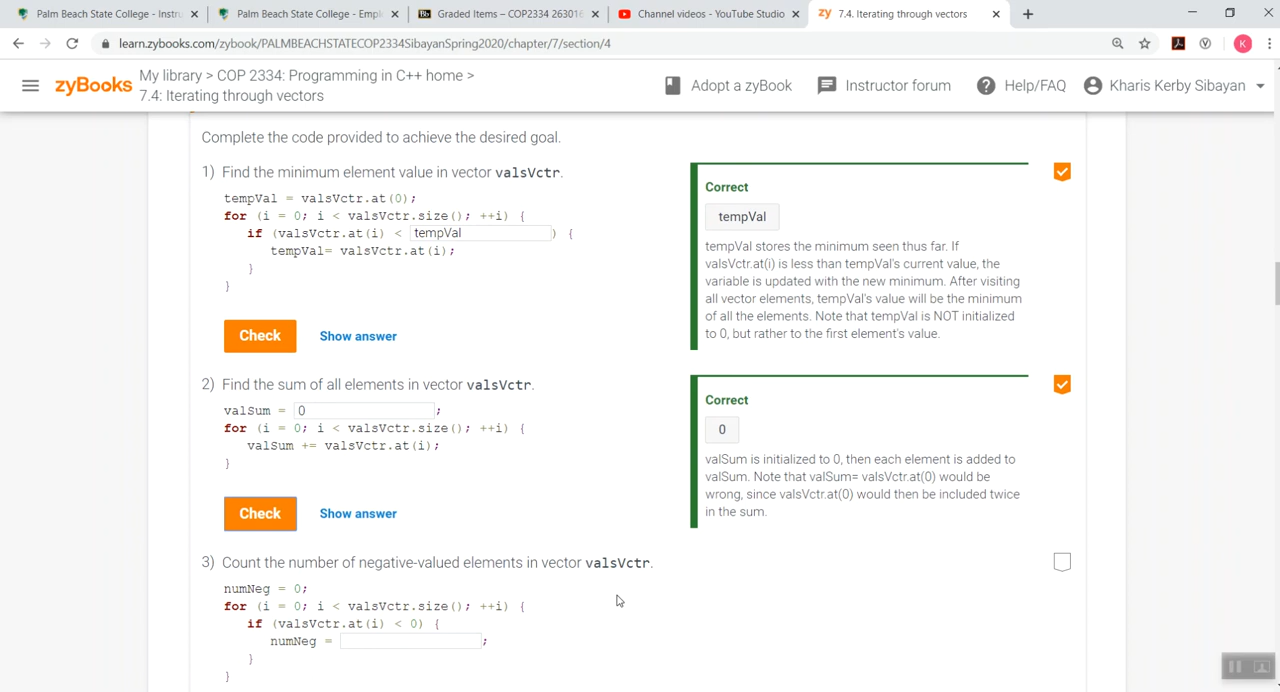 Palm Beach State College - Instru
Palm Beach State College - Empl
Bb Graded Items – COP2334 263016
Channel videos - YouTube Studio
zy 7.4. Iterating through vectors
learn.zybooks.com/zybook/PALMBEACHSTATECOP2334SibayanSpring2020/chapter/7/section/4
K
zyBooks
My library > COP 2334: Programming in C++ home >
7.4: Iterating through vectors
Adopt a zyBook
Instructor forum
Help/FAQ
Kharis Kerby Sibayan
Complete the code provided to achieve the desired goal.
1) Find the minimum element value in vector valsVctr.
tempVal = valsVctr.at(0);
for (i = 0; i < valsVctr.size(); ++i) {
if (valsVctr.at(i) < tempVal ) {
tempVal= valsVctr.at(i);
}
}
Check
Show answer
Correct
tempVal
tempVal stores the minimum seen thus far. If
valsVctr.at(i) is less than tempVal's current value, the
variable is updated with the new minimum. After visiting
all vector elements, tempVal's value will be the minimum
of all the elements. Note that tempVal is NOT initialized
to 0, but rather to the first element's value.
2) Find the sum of all elements in vector valsVctr.
valSum = 0 ;
for (i = 0; i < valsVctr.size(); ++i) {
valSum += valsVctr.at(i);
}
Check
Show answer
Correct
0
valSum is initialized to 0, then each element is added to
valSum. Note that valSum= valsVctr.at(0) would be
wrong, since valsVctr.at(0) would then be included twice
in the sum.
3) Count the number of negative-valued elements in vector valsVctr.
numNeg = 0;
for (i = 0; i < valsVctr.size(); ++i) {
if (valsVctr.at(i) < 0) {
numNeg = ;
}
}